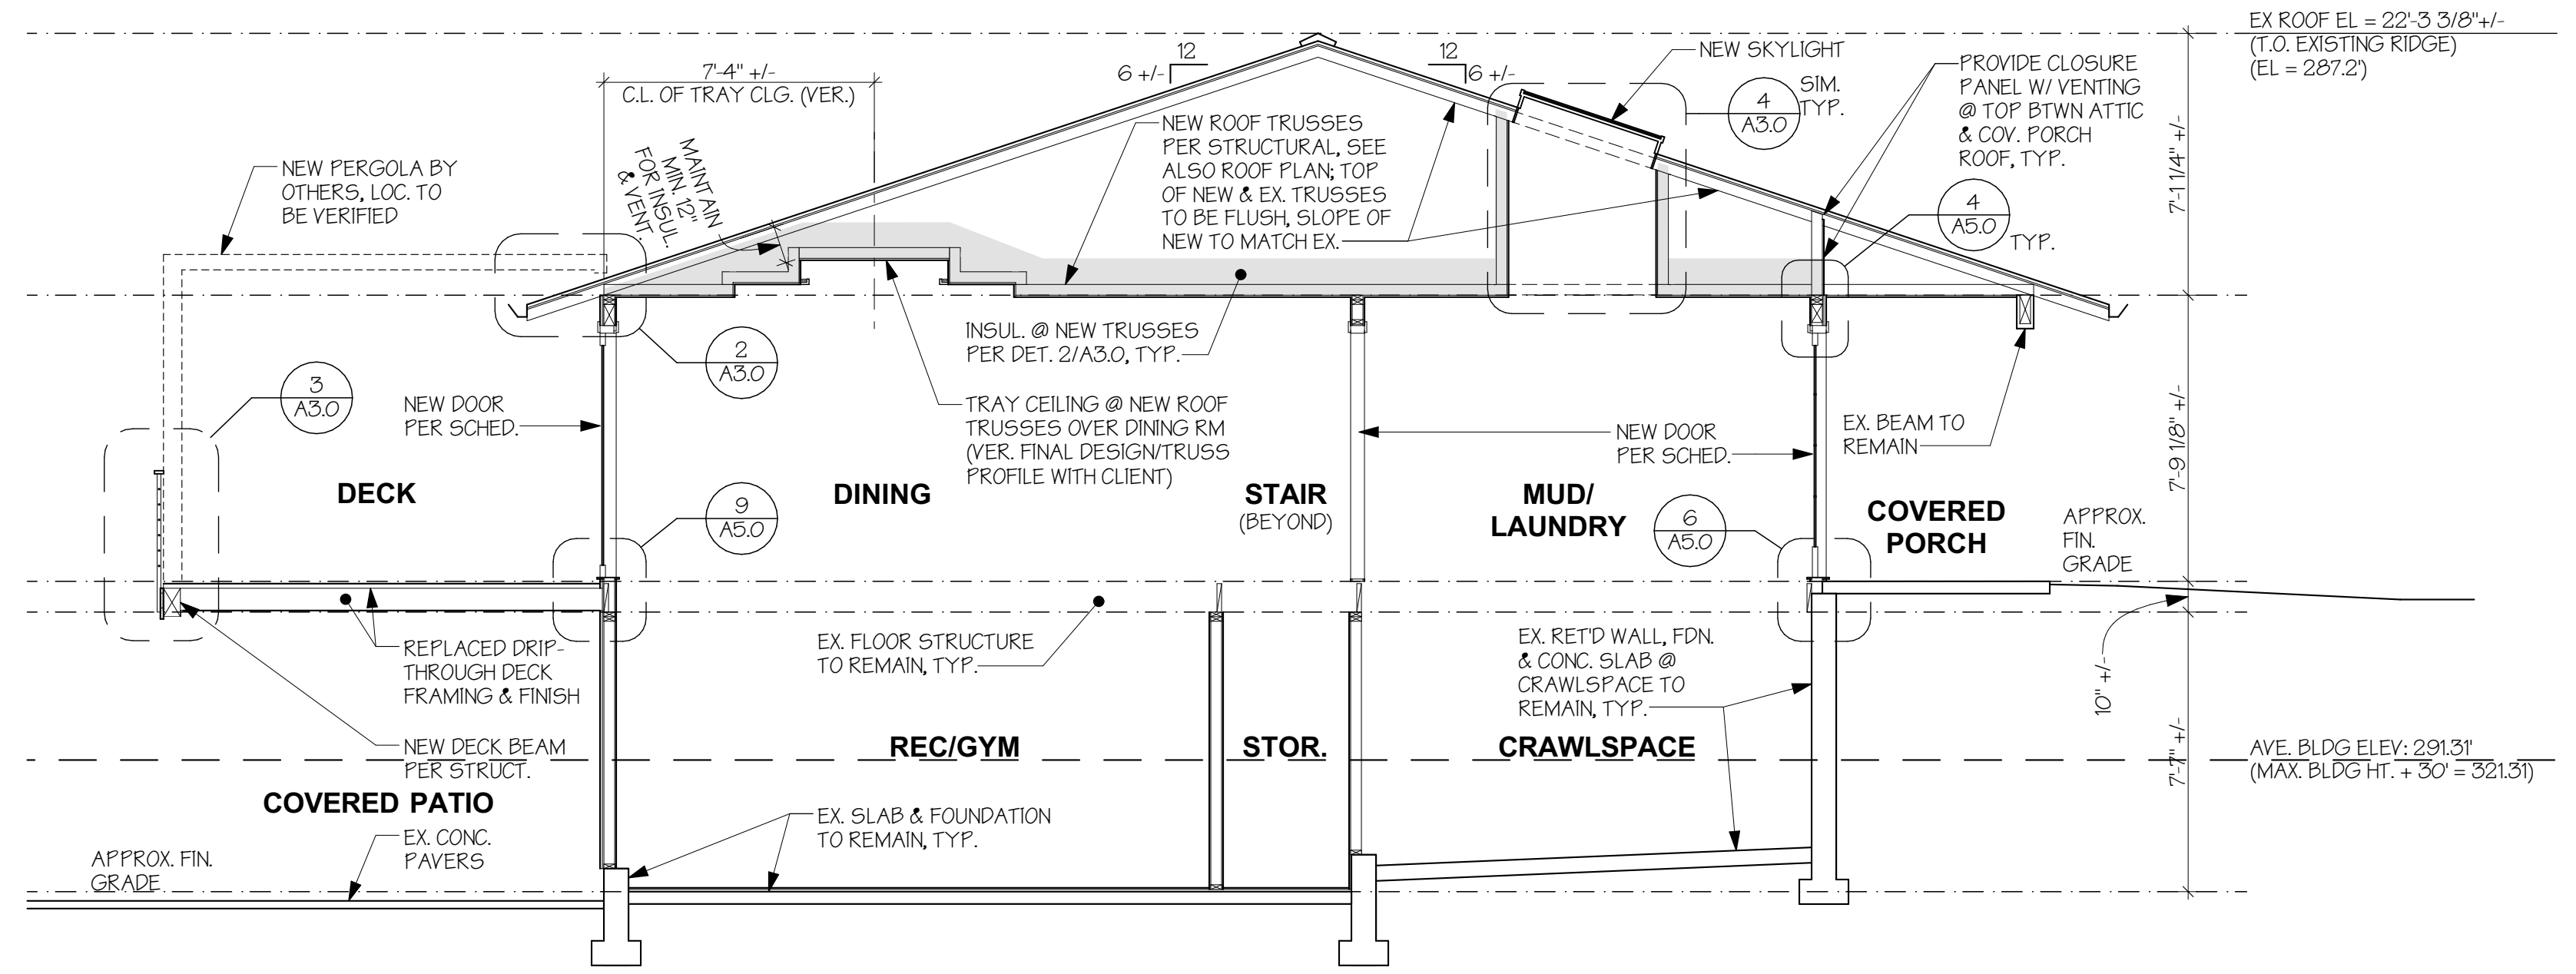 EX ROOF EL = 22'-3 3/8"+/-
(T.O. EXISTING RIDGE)
(EL = 287.2')
7'-4" +/-
C.L. OF TRAY CLG. (VER.)
12
6 +/-
12
6 +/-
NEW SKYLIGHT
4
A3.0
SIM.
TYP.
PROVIDE CLOSURE
PANEL W/ VENTING
@ TOP BTWN ATTIC
& COV. PORCH
ROOF, TYP.
7'-1 1/4" +/-
NEW PERGOLA BY
OTHERS, LOC. TO
BE VERIFIED
MAINTAIN
MIN. 12"
FOR INSUL.
& VENT.
NEW ROOF TRUSSES
PER STRUCTURAL, SEE
ALSO ROOF PLAN; TOP
OF NEW & EX. TRUSSES
TO BE FLUSH, SLOPE OF
NEW TO MATCH EX.
4
A5.0
TYP.
2
A3.0
INSUL. @ NEW TRUSSES
PER DET. 2/A3.0, TYP.
3
A3.0
NEW DOOR
PER SCHED.
TRAY CEILING @ NEW ROOF
TRUSSES OVER DINING RM
(VER. FINAL DESIGN/TRUSS
PROFILE WITH CLIENT)
NEW DOOR
PER SCHED.
EX. BEAM TO
REMAIN
7'-9 1/8" +/-
DECK
9
A5.0
DINING
STAIR
(BEYOND)
MUD/
LAUNDRY
6
A5.0
COVERED
PORCH
APPROX.
FIN.
GRADE
REPLACED DRIP-
THROUGH DECK
FRAMING & FINISH
EX. FLOOR STRUCTURE
TO REMAIN, TYP.
EX. RET'D WALL, FDN.
& CONC. SLAB @
CRAWLSPACE TO
REMAIN, TYP.
10" +/-
NEW DECK BEAM
PER STRUCT.
REC/GYM
STOR.
CRAWLSPACE
7'-7" +/-
AVE. BLDG ELEV: 291.31'
(MAX. BLDG HT. + 30' = 321.31)
COVERED PATIO
EX. CONC.
PAVERS
EX. SLAB & FOUNDATION
TO REMAIN, TYP.
APPROX. FIN.
GRADE